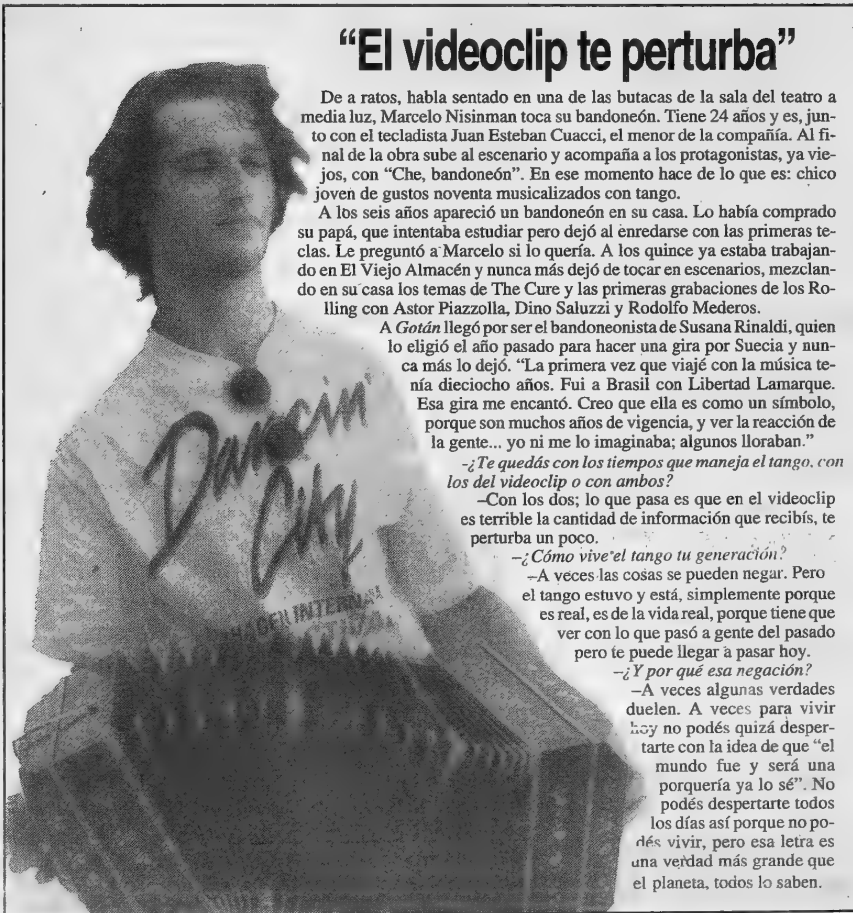 “El videoclip te perturba”
De a ratos, habla sentado en una de las butacas de la sala del teatro a
media luz, Marcelo Nisinman toca su bandoneón. Tiene 24 años y es, jun-
to con el tecladista Juan Esteban Cuacci, el menor de la compañía. Al fi-
nal de la obra sube al escenario y acompaña a los protagonistas, ya vie-
jos, con “Che, bandoneón”. En ese momento hace de lo que es: chico
joven de gustos noventa musicalizados con tango.
A los seis años apareció un bandoneón en su casa. Lo había comprado
su papá, que intentaba estudiar pero dejó al enredarse con las primeras te-
clas. Le preguntó a Marcelo si lo quería. A los quince ya estaba trabajan-
do en El Viejo Almacén y nunca más dejó de tocar en escenarios, mezclan-
do en su casa los temas de The Cure y las primeras grabaciones de los Ro-
lling con Astor Piazzolla, Dino Saluzzi y Rodolfo Mederos.
A Gotán llegó por ser el bandoneonista de Susana Rinaldi, quien
lo eligió el año pasado para hacer una gira por Suecia y nun-
ca más lo dejó. “La primera vez que viajé con la música te-
nía dieciocho años. Fui a Brasil con Libertad Lamarque.
Esa gira me encantó. Creo que ella es como un símbolo,
porque son muchos años de vigencia, y ver la reacción de
la gente... yo ni me lo imaginaba; algunos lloraban.”
–¿Te quedás con los tiempos que maneja el tango, con
los del videoclip o con ambos?
–Con los dos; lo que pasa es que en el videoclip
es terrible la cantidad de información que recibís, te
perturba un poco.
–¿Cómo vive el tango tu generación?
–A veces las cosas se pueden negar. Pero
el tango estuvo y está, simplemente porque
es real, es de la vida real, porque tiene que
ver con lo que pasó a gente del pasado
pero te puede llegar a pasar hoy.
–¿Y por qué esa negación?
–A veces algunas verdades
duelen. A veces para vivir
hoy no podés quizá desper-
tarte con la idea de que “el
mundo fue y será una
porquería ya lo sé”. No
podés despertarte todos
los días así porque no po-
dés vivir, pero esa letra es
una verdad más grande que
el planeta, todos lo saben.
Dancin'
City